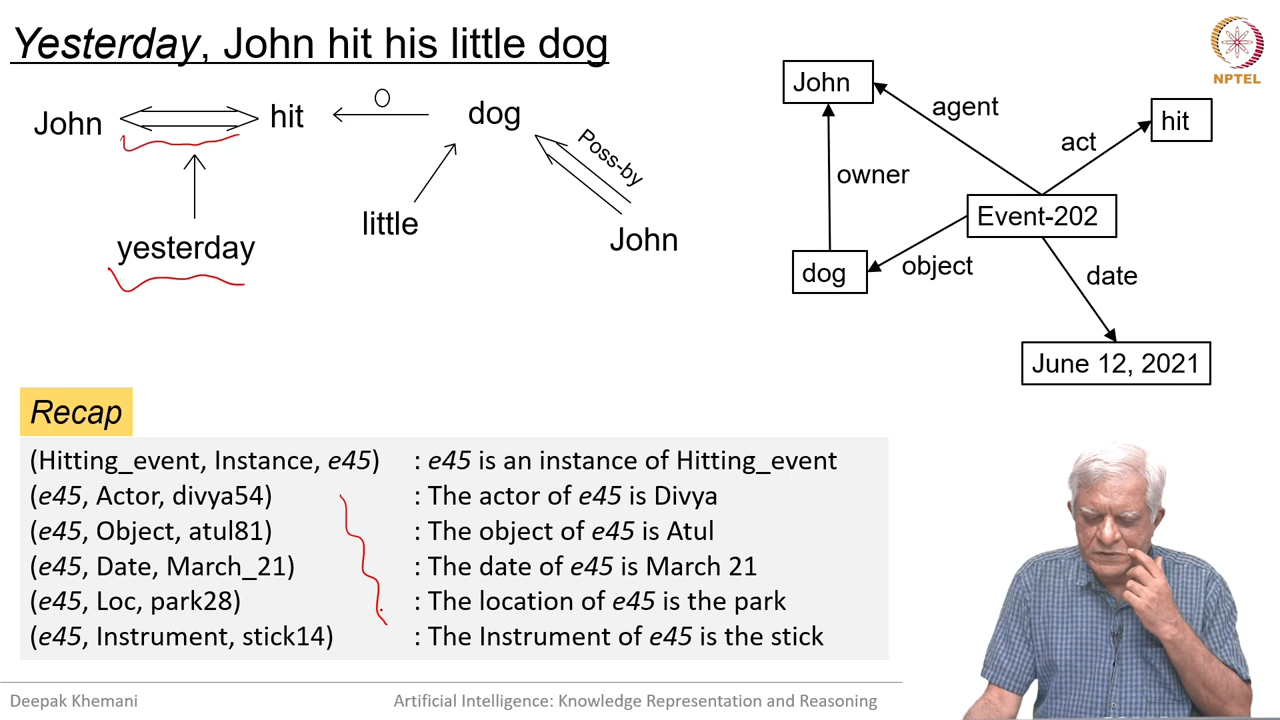 Yesterday, John hit his little dog
NPTEL
John hit O dog
Poss-by
yesterday
little
John
John
agent
act
hit
owner
Event-202
dog
object
date
June 12, 2021
Recap
(Hitting_event, Instance, e45) : e45 is an instance of Hitting_event
(e45, Actor, divya54) : The actor of e45 is Divya
(e45, Object, atul81) : The object of e45 is Atul
(e45, Date, March_21) : The date of e45 is March 21
(e45, Loc, park28) : The location of e45 is the park
(e45, Instrument, stick14) : The Instrument of e45 is the stick
Deepak Khemani Artificial Intelligence: Knowledge Representation and Reasoning